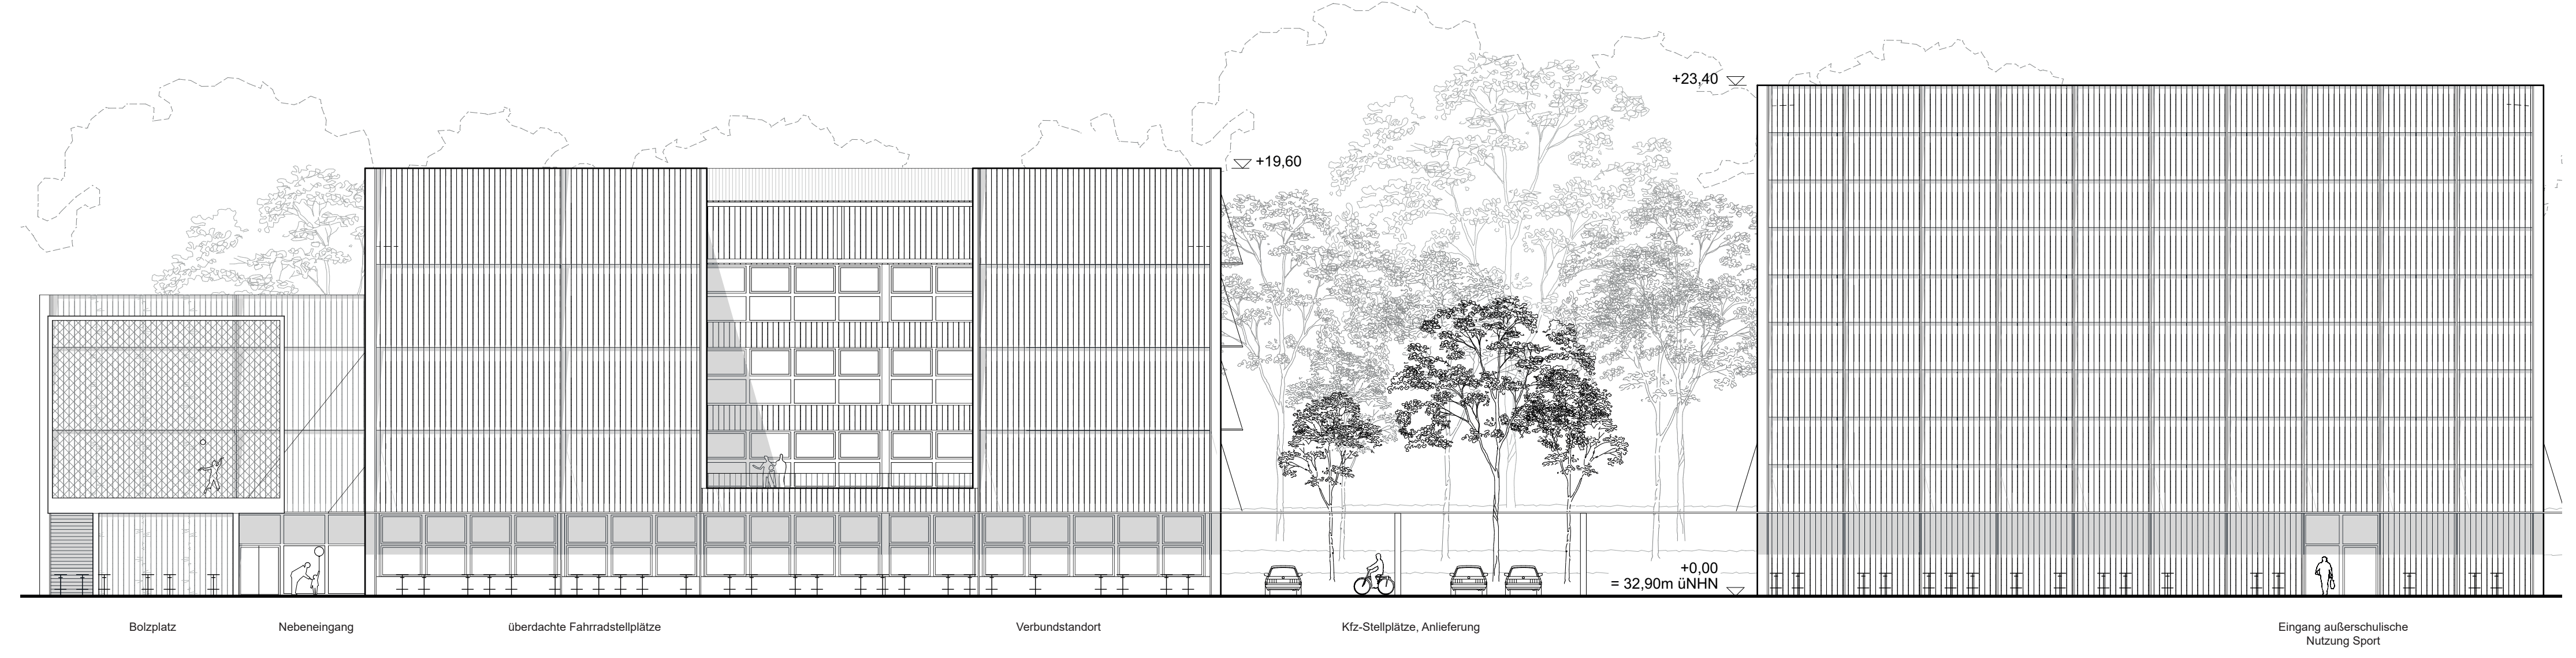 +23,40
+19,60
+0,00
= 32,90m üNHN
Bolzplatz
Nebeneingang
überdachte Fahrradstellplätze
Verbundstandort
Kfz-Stellplätze, Anlieferung
Eingang außerschulische
Nutzung Sport